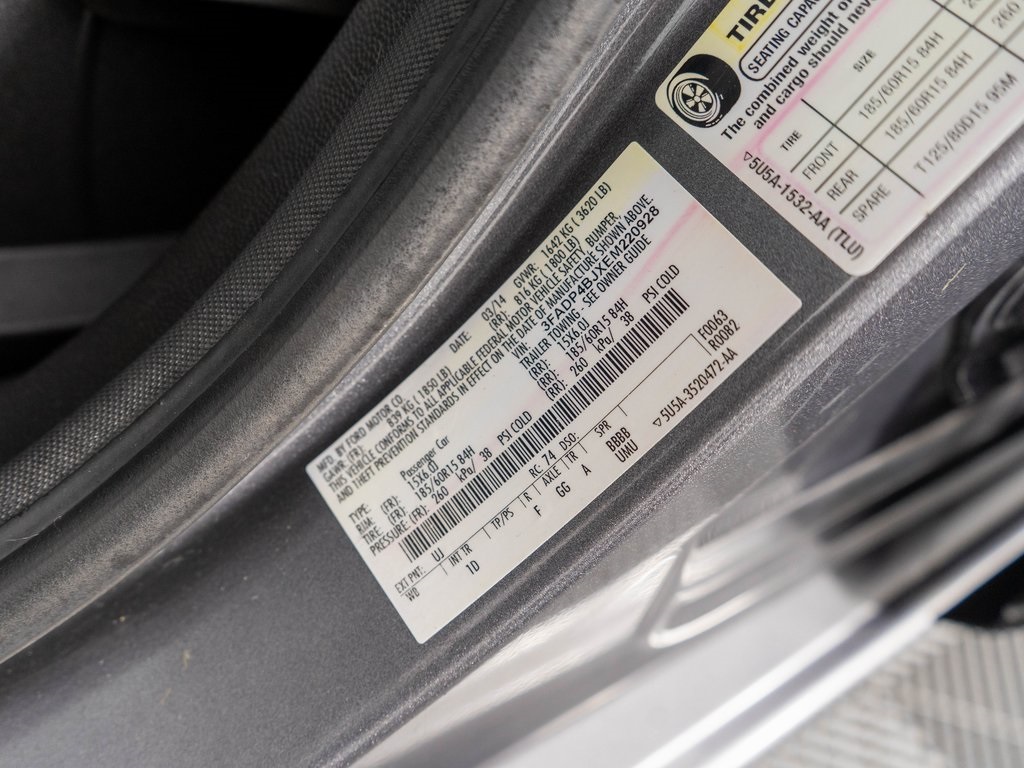 MFD. BY FORD MOTOR CO.
DATE 03/14 GVWR: 1642 KG ( 3620 LB)
GAWR: (FR): 839 KG ( 1850 LB) (RR): 816 KG ( 1800 LB)
THIS VEHICLE CONFORMS TO ALL APPLICABLE FEDERAL MOTOR VEHICLE SAFETY, BUMPER,
AND THEFT PREVENTION STANDARDS IN EFFECT ON THE DATE OF MANUFACTURE SHOWN ABOVE.
VIN: 3FADP4BJXEM220928
TYPE: Passenger Car TRAILER TOWING - SEE OWNER GUIDE
RIM: (FR): 15X6.0J (RR): 15X6.0J
TIRE: (FR): 185/60R15 84H (RR): 185/60R15 84H
PRESSURE: (FR): 260 kPa/ 38 PSI COLD (RR): 260 kPa/ 38 PSI COLD
EXT PNT: UJ RC: 74 DSO: F0043
R0082
WB INT TR TP/PS R AXLE TR SPR
1D F GG A BBBB
UMU
▽5U5A-3520472-AA
TIRE
SEATING CAPA
The combined weight o
and cargo should nev
TIRE SIZE
FRONT 185/60R15 84H
REAR 185/60R15 84H 260
SPARE T125/80D15 95M
▽5U5A-1532-AA (TLU)